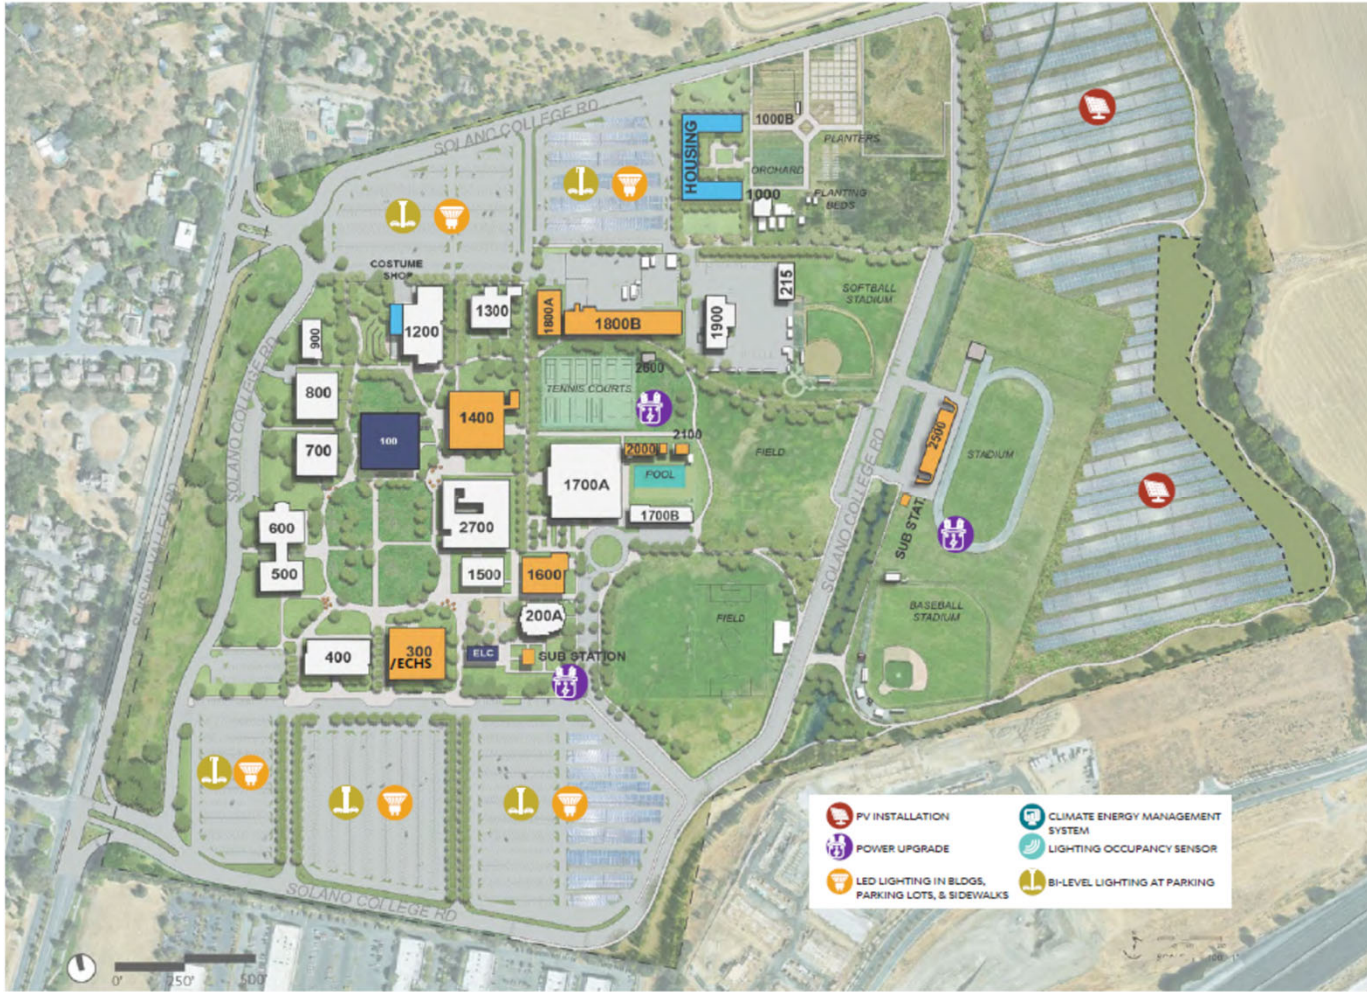 SOLANO COLLEGE RD
HOUSING
1000B
PLANTERS
ORCHARD
1000
PLANTING
BEDS
COSTUME
SHOP
1200
1300
1800A
1800B
1900
215
SOFTBALL
STADIUM
900
800
700
100
1400
TENNIS COURTS
2600
2100
2000
POOL
1700A
1700B
FIELD
2500
STADIUM
SOLANO COLLEGE RD
SOLANO COLLEGE RD
SUISUN VALLEY RD
600
500
2700
1500
1600
200A
SUB STAT
BASEBALL
STADIUM
FIELD
400
300
/ECHS
ELC
SUB STATION
SOLANO COLLEGE RD
PV INSTALLATION
POWER UPGRADE
LED LIGHTING IN BLDGS,
PARKING LOTS, & SIDEWALKS
CLIMATE ENERGY MANAGEMENT
SYSTEM
LIGHTING OCCUPANCY SENSOR
BI-LEVEL LIGHTING AT PARKING
0' 250' 500'